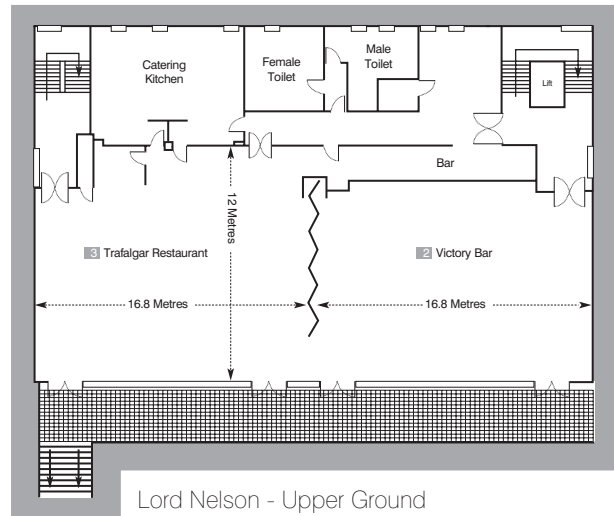 Catering
Kitchen
Female
Toilet
Male
Toilet
Lift
Bar
12 Metres
3 Trafalgar Restaurant
2 Victory Bar
16.8 Metres
16.8 Metres
Lord Nelson - Upper Ground